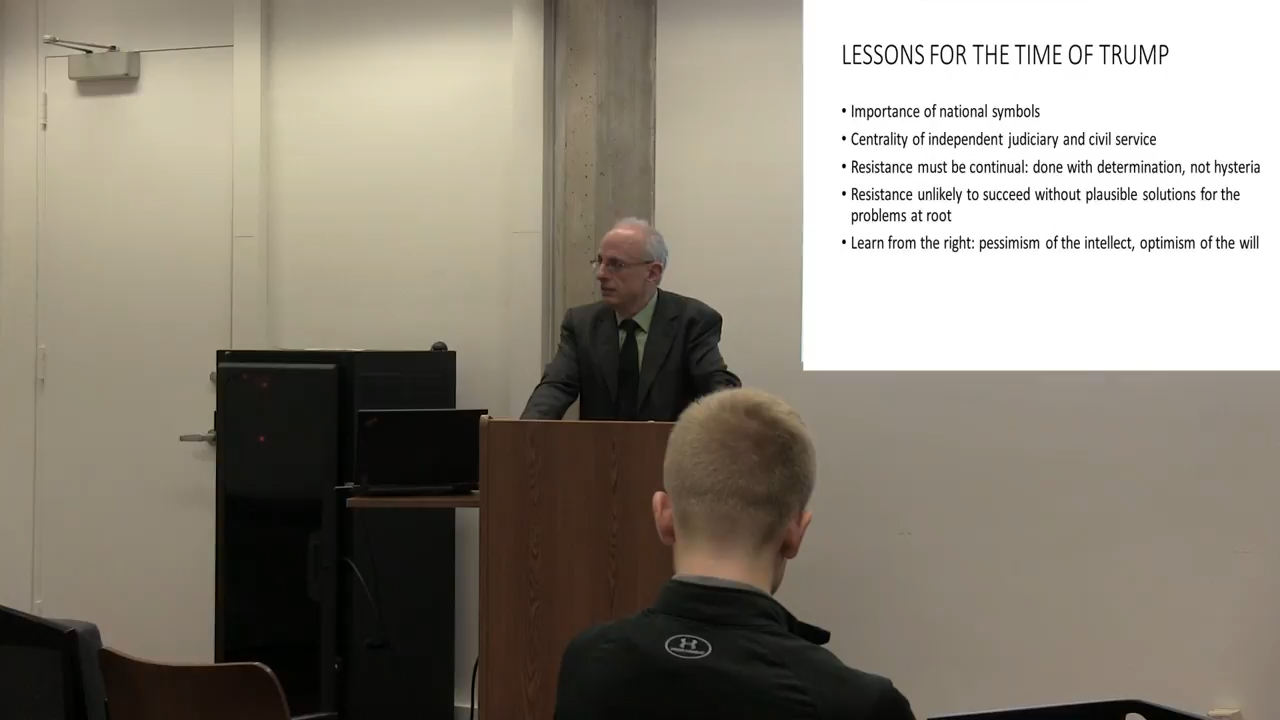 LESSONS FOR THE TIME OF TRUMP
• Importance of national symbols
• Centrality of independent judiciary and civil service
• Resistance must be continual: done with determination, not hysteria
• Resistance unlikely to succeed without plausible solutions for the
problems at root
• Learn from the right: pessimism of the intellect, optimism of the will